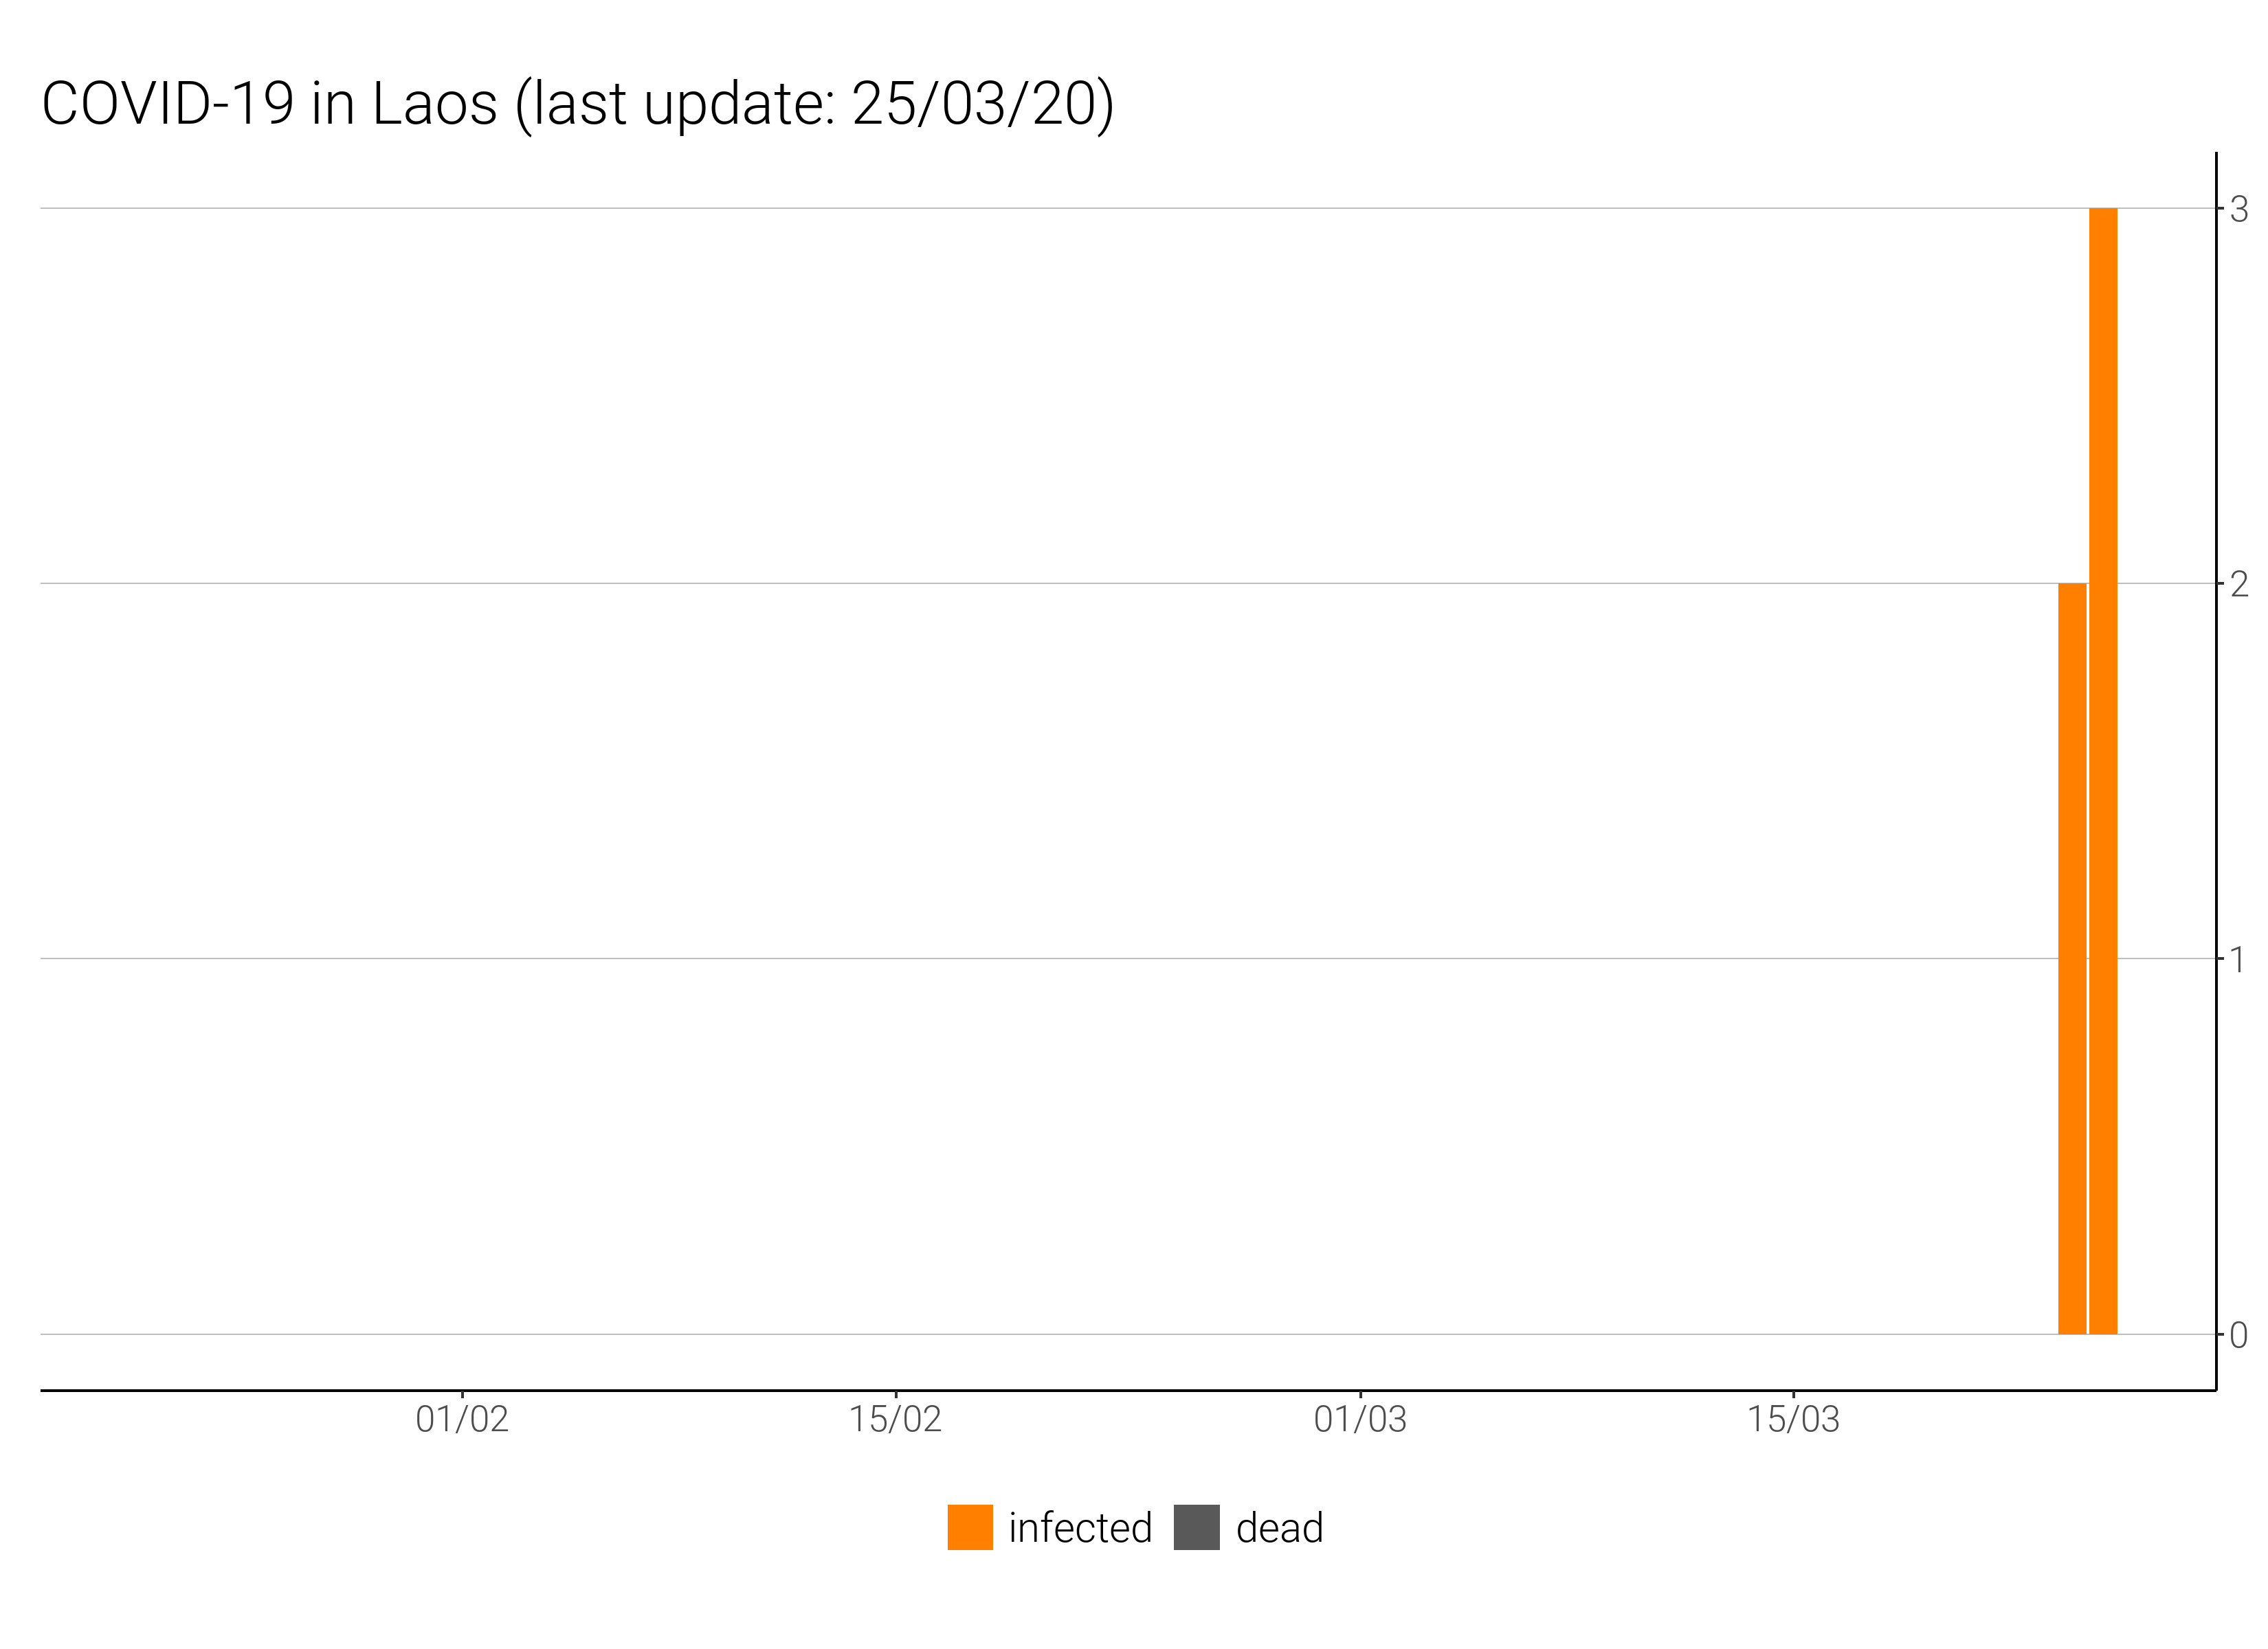 COVID-19 in Laos (last update: 25/03/20)
3
2
1
0
01/02 15/02 01/03 15/03
infected dead